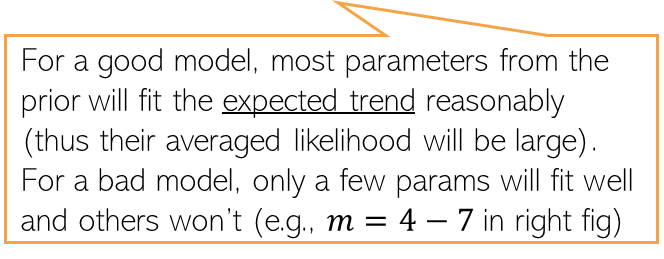 For a good model, most parameters from the
prior will fit the expected trend reasonably
(thus their averaged likelihood will be large).
For a bad model, only a few params will fit well
and others won't (e.g., m = 4 − 7 in right fig)